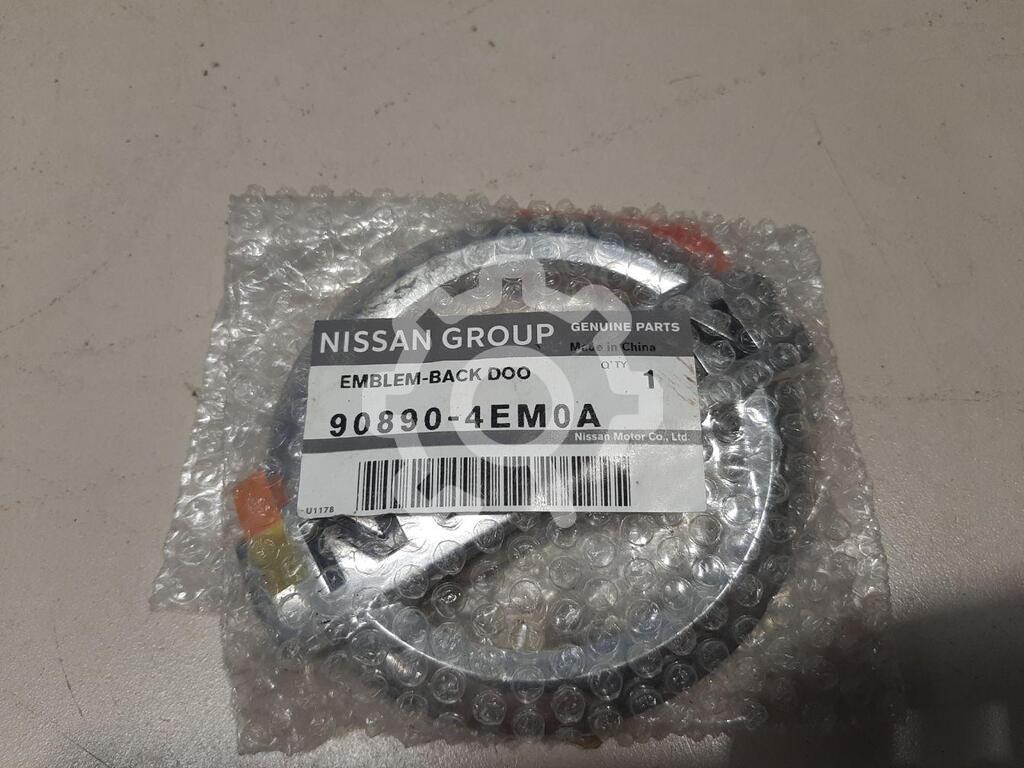 NISSAN GROUP GENUINE PARTS
Made in China
EMBLEM-BACK DOO Q'TY 1
90890-4EM0A
Nissan Motor Co., Ltd.
U1178